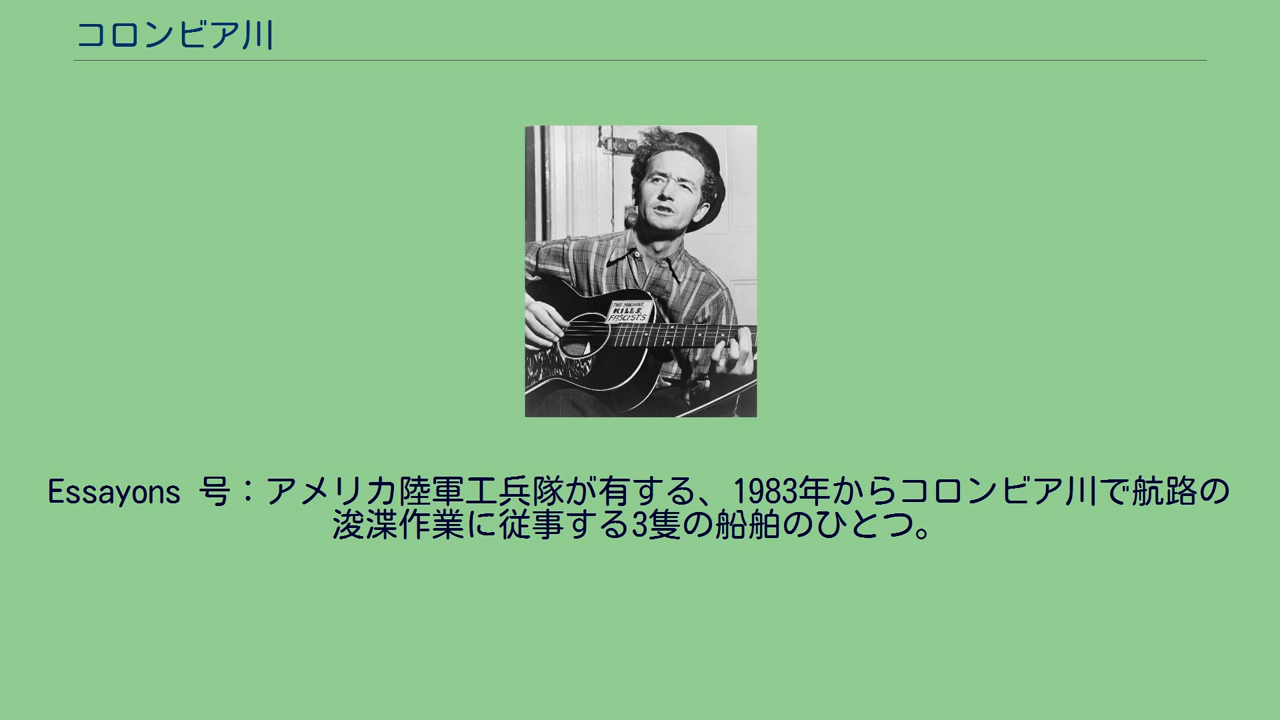 コロンビア川
THIS MACHINE
KILLS
FASCISTS
Essayons 号：アメリカ陸軍工兵隊が有する、1983年からコロンビア川で航路の
浚渫作業に従事する3隻の船舶のひとつ。